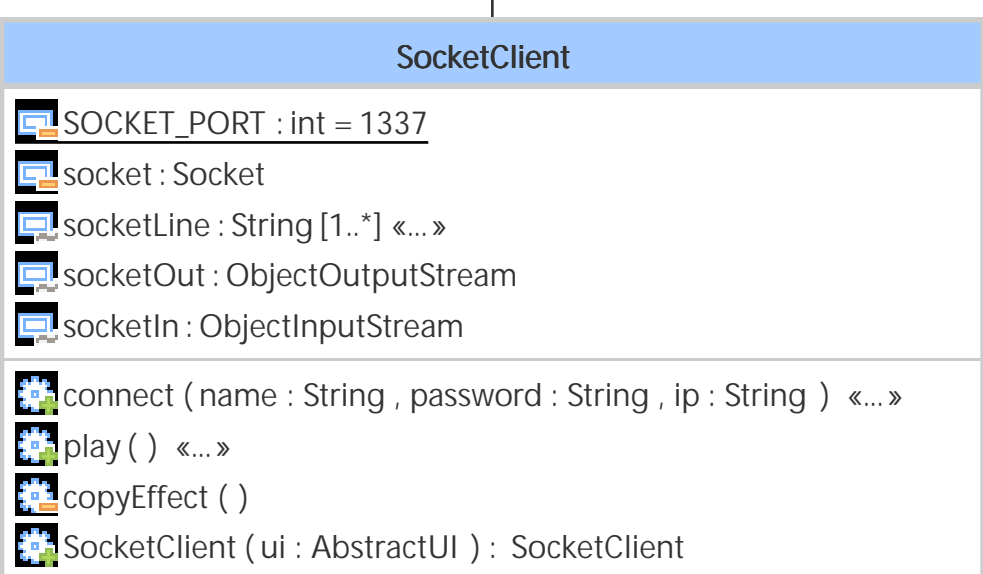 SocketClient
SOCKET_PORT : int = 1337
socket : Socket
socketLine : String [1..*] «...»
socketOut : ObjectOutputStream
socketIn : ObjectInputStream
connect ( name : String , password : String , ip : String ) «...»
play ( ) «...»
copyEffect ( )
SocketClient ( ui : AbstractUI ) : SocketClient